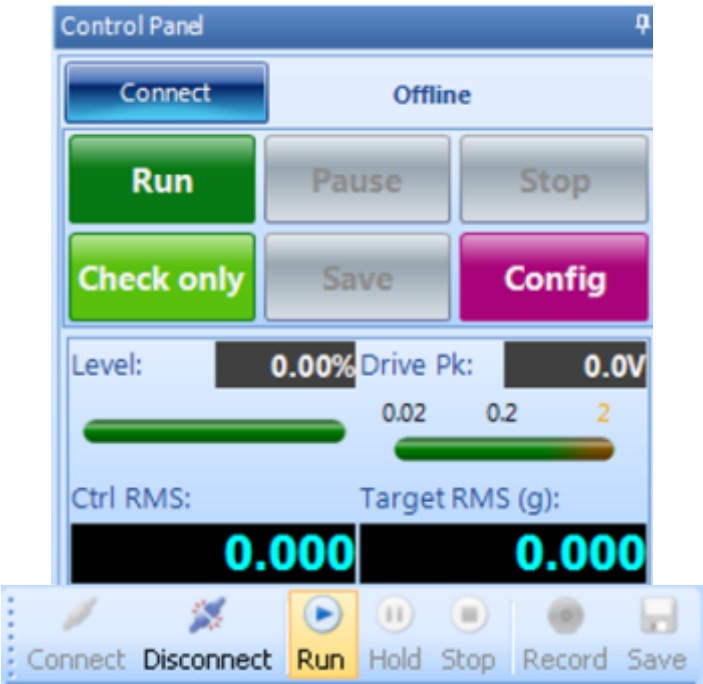 Control Panel
Connect Offline
Run Pause Stop
Check only Save Config
Level: 0.00% Drive Pk: 0.0V
0.02 0.2 2
Ctrl RMS: Target RMS (g):
0.000 0.000
Connect Disconnect Run Hold Stop Record Save